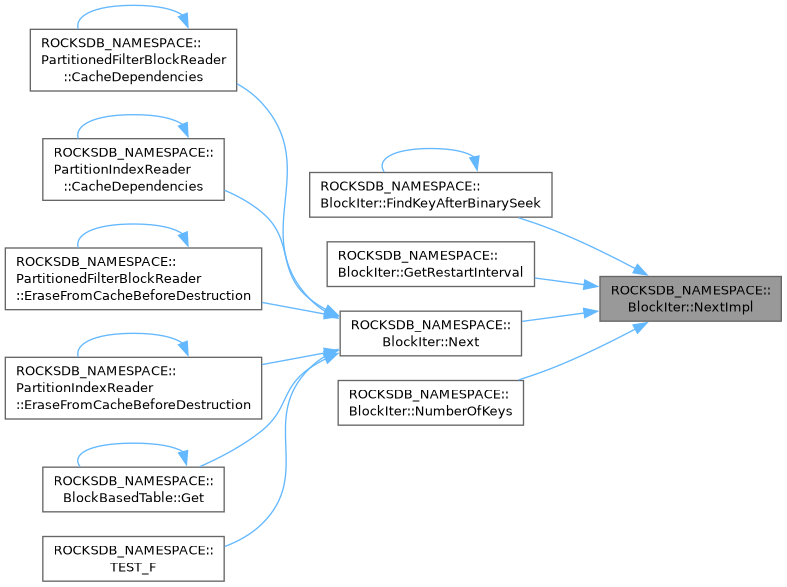 ROCKSDB_NAMESPACE::
PartitionedFilterBlockReader
::CacheDependencies
ROCKSDB_NAMESPACE::
PartitionIndexReader
::CacheDependencies
ROCKSDB_NAMESPACE::
PartitionedFilterBlockReader
::EraseFromCacheBeforeDestruction
ROCKSDB_NAMESPACE::
PartitionIndexReader
::EraseFromCacheBeforeDestruction
ROCKSDB_NAMESPACE::
BlockBasedTable::Get
ROCKSDB_NAMESPACE::
TEST_F
ROCKSDB_NAMESPACE::
BlockIter::FindKeyAfterBinarySeek
ROCKSDB_NAMESPACE::
BlockIter::GetRestartInterval
ROCKSDB_NAMESPACE::
BlockIter::Next
ROCKSDB_NAMESPACE::
BlockIter::NumberOfKeys
ROCKSDB_NAMESPACE::
BlockIter::NextImpl